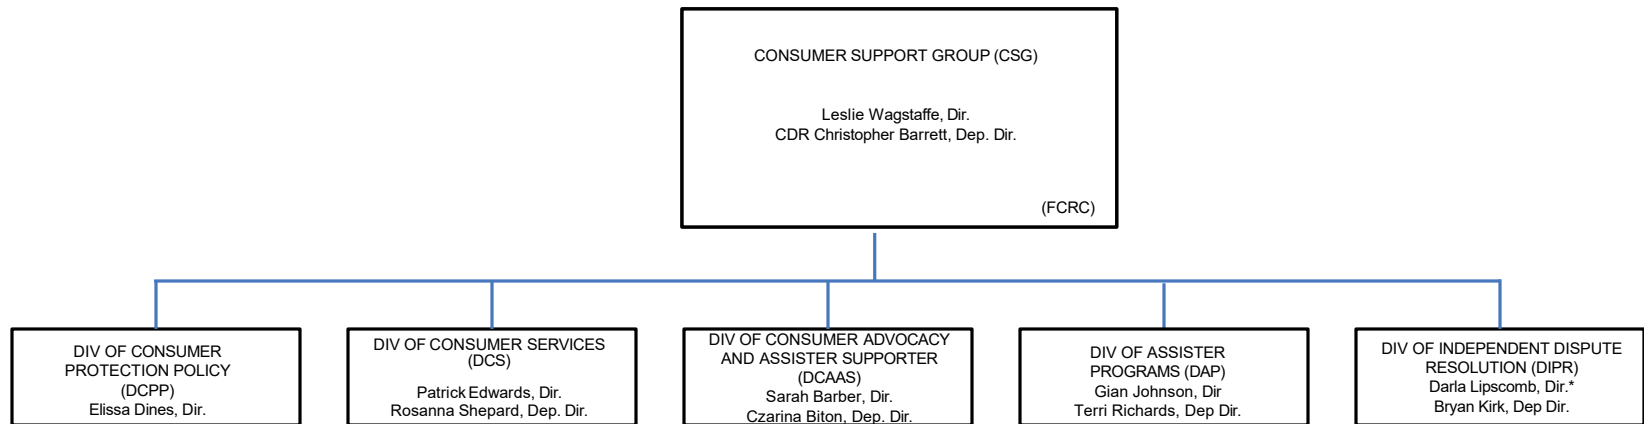 CONSUMER SUPPORT GROUP (CSG)
Leslie Wagstaffe, Dir.
CDR Christopher Barrett, Dep. Dir.
(FCRC)
DIV OF CONSUMER
PROTECTION POLICY
(DCPP)
Elissa Dines, Dir.
DIV OF CONSUMER SERVICES
(DCS)
Patrick Edwards, Dir.
Rosanna Shepard, Dep. Dir.
DIV OF CONSUMER ADVOCACY
AND ASSISTER SUPPORTER
(DCAAS)
Sarah Barber, Dir.
Czarina Biton, Dep. Dir.
DIV OF ASSISTER
PROGRAMS (DAP)
Gian Johnson, Dir
Terri Richards, Dep Dir.
DIV OF INDEPENDENT DISPUTE
RESOLUTION (DIPR)
Darla Lipscomb, Dir.*
Bryan Kirk, Dep Dir.